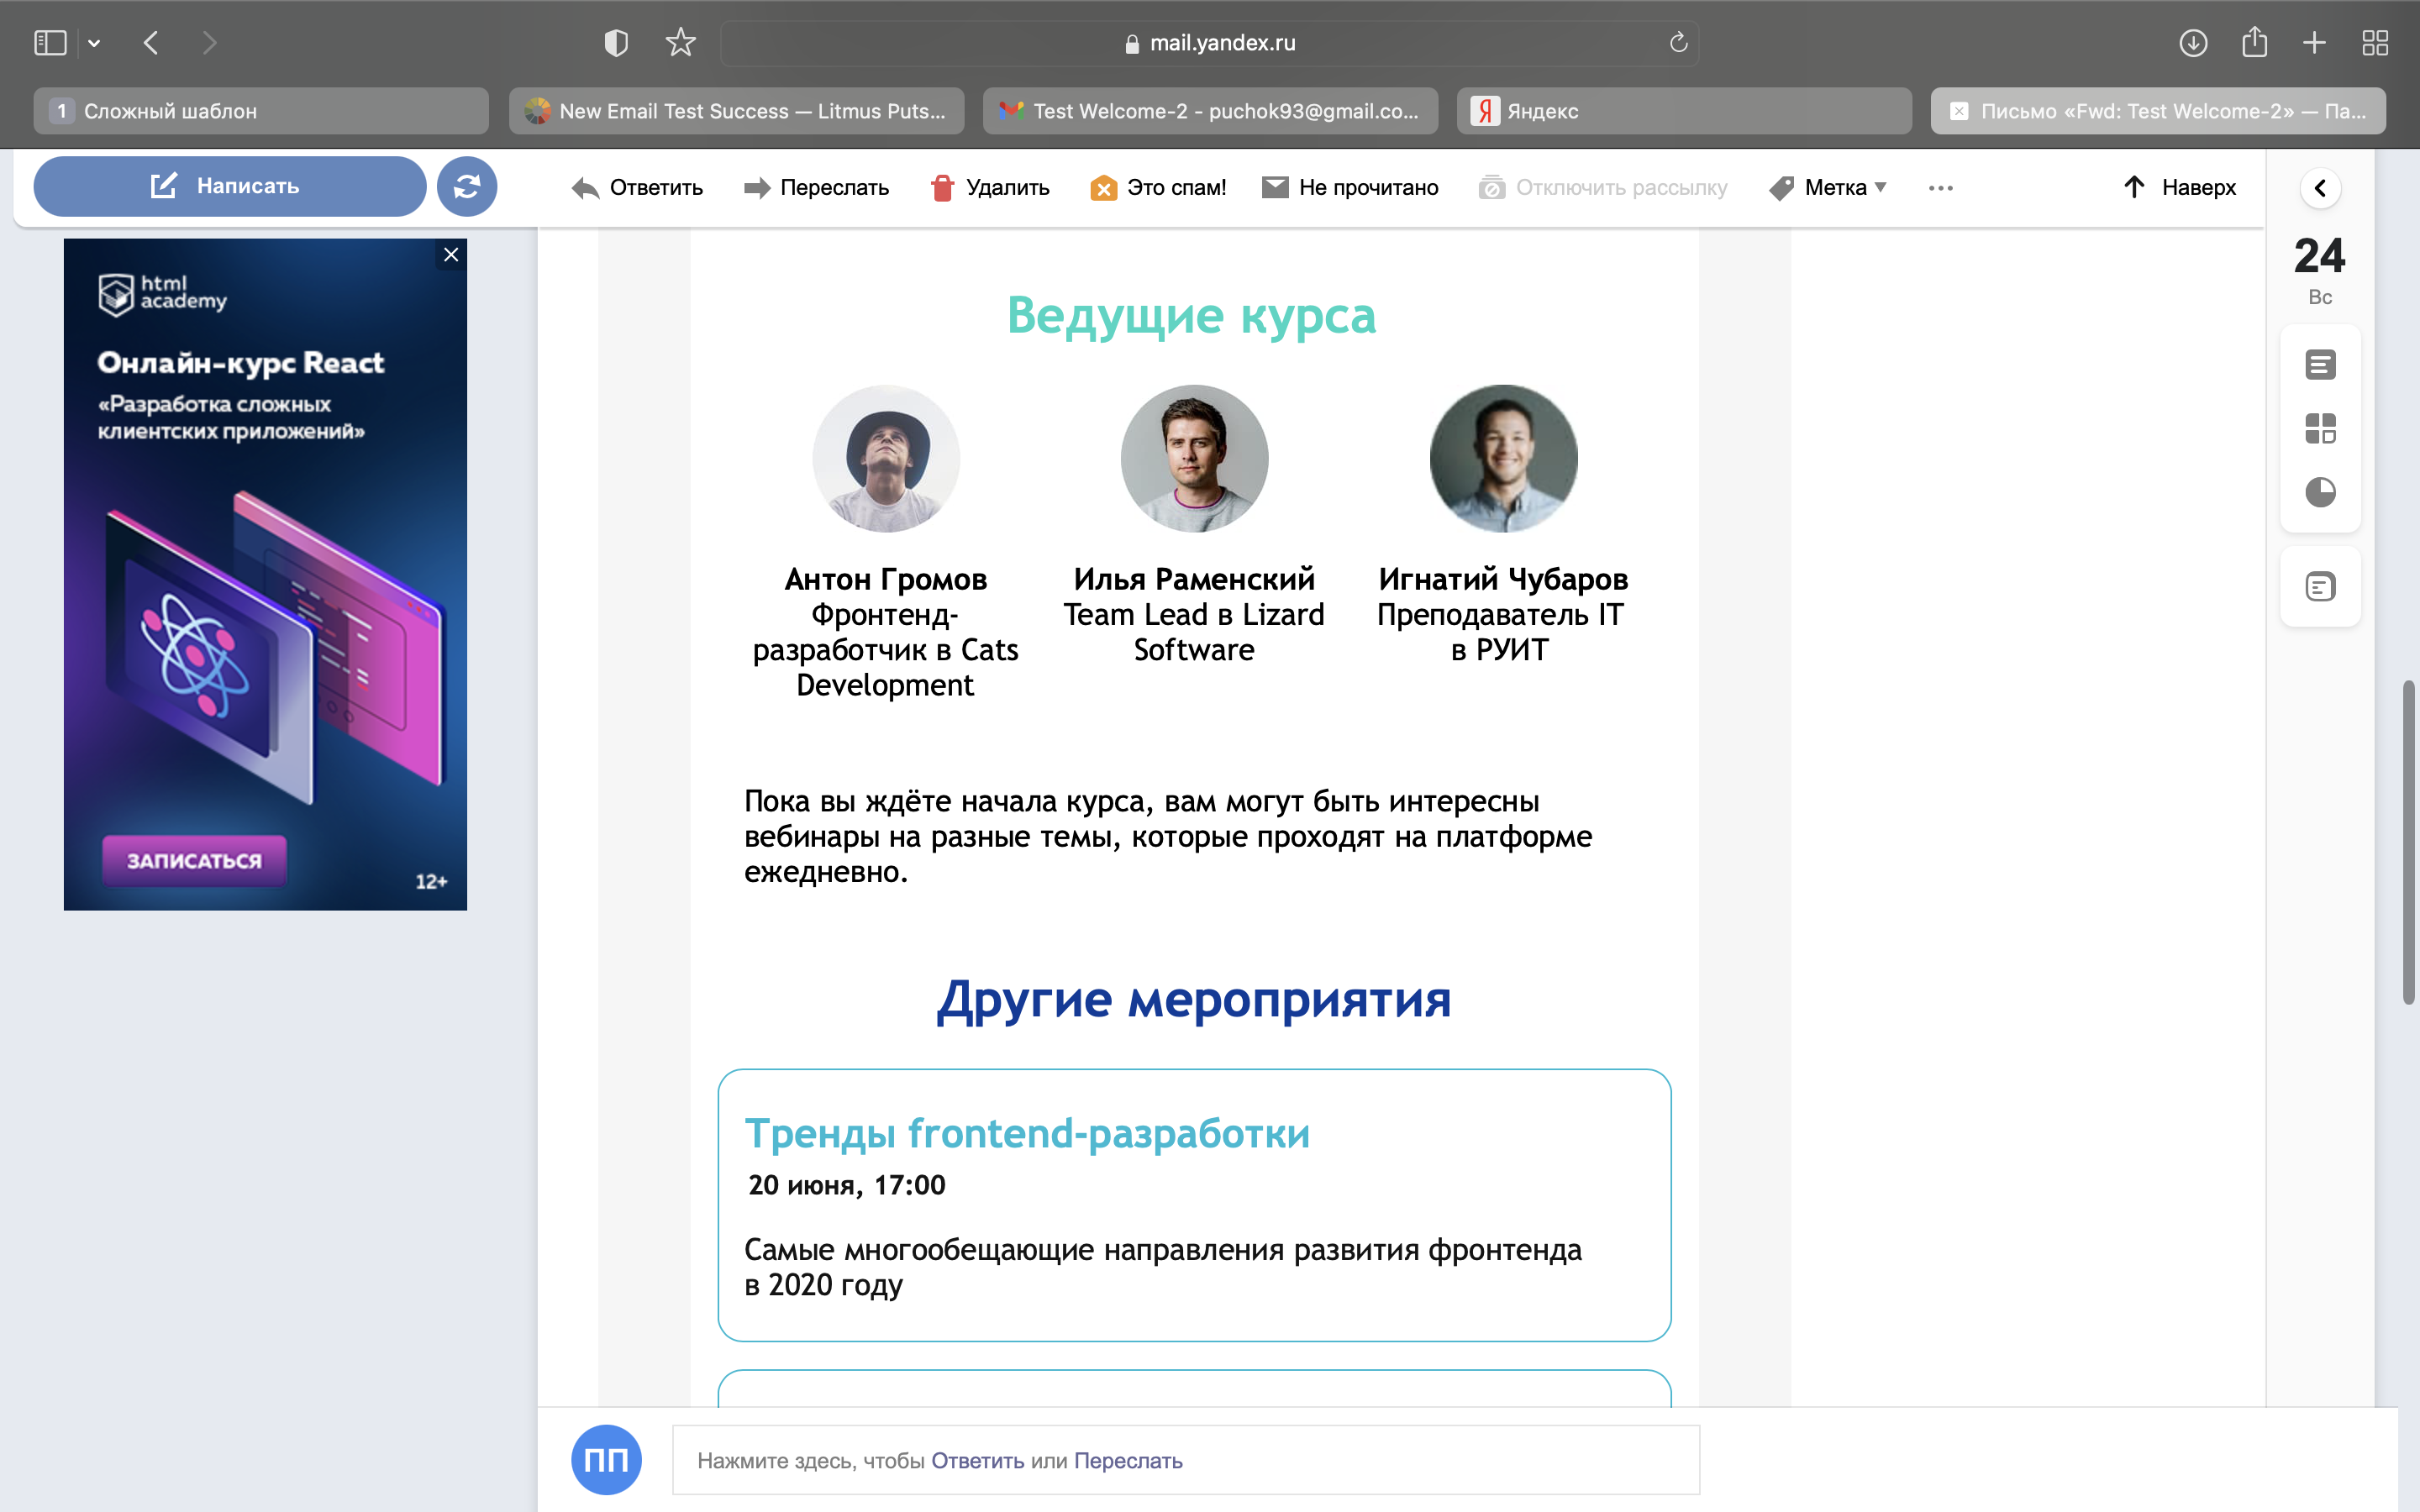 mail.yandex.ru
1 Сложный шаблон
New Email Test Success — Litmus Puts...
Test Welcome-2 - puchok93@gmail.co...
Яндекс
Письмо «Fwd: Test Welcome-2» — Па...
Написать
Ответить
Переслать
Удалить
Это спам!
Не прочитано
Отключить рассылку
Метка
Наверх
24
Вс
html
academy
Онлайн-курс React
«Разработка сложных
клиентских приложений»
ЗАПИСАТЬСЯ
12+
Ведущие курса
Антон Громов
Фронтенд-
разработчик в Cats
Development
Илья Раменский
Team Lead в Lizard
Software
Игнатий Чубаров
Преподаватель IT
в РУИТ
Пока вы ждёте начала курса, вам могут быть интересны
вебинары на разные темы, которые проходят на платформе
ежедневно.
Другие мероприятия
Тренды frontend-разработки
20 июня, 17:00
Самые многообещающие направления развития фронтенда
в 2020 году
ПП
Нажмите здесь, чтобы Ответить или Переслать